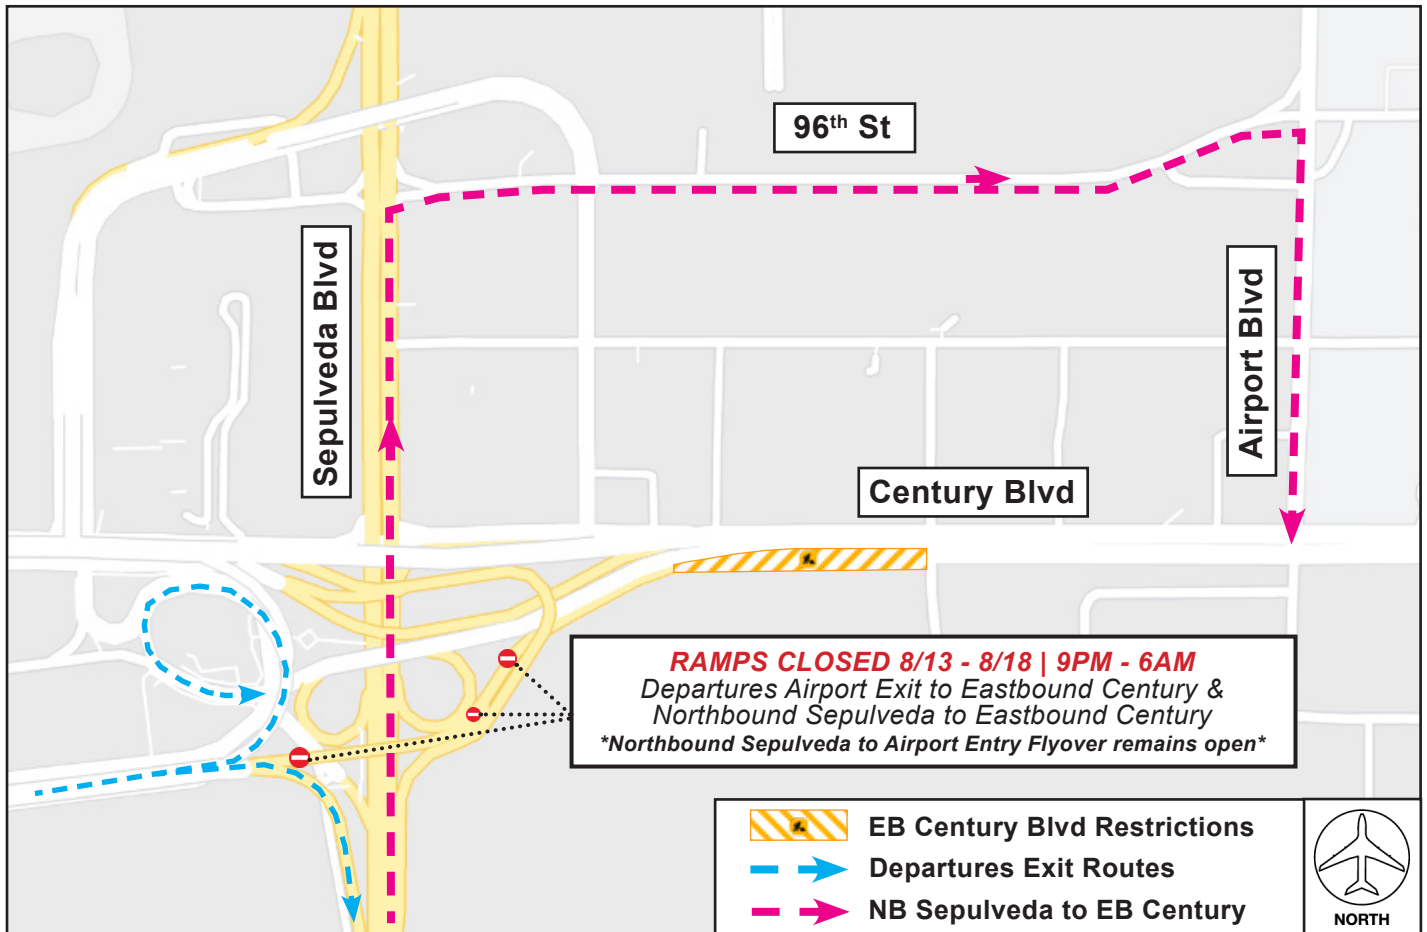 96th St
Sepulveda Blvd
Airport Blvd
Century Blvd
RAMPS CLOSED 8/13 - 8/18 | 9PM - 6AM
Departures Airport Exit to Eastbound Century &
Northbound Sepulveda to Eastbound Century
*Northbound Sepulveda to Airport Entry Flyover remains open*
EB Century Blvd Restrictions
Departures Exit Routes
NB Sepulveda to EB Century
NORTH